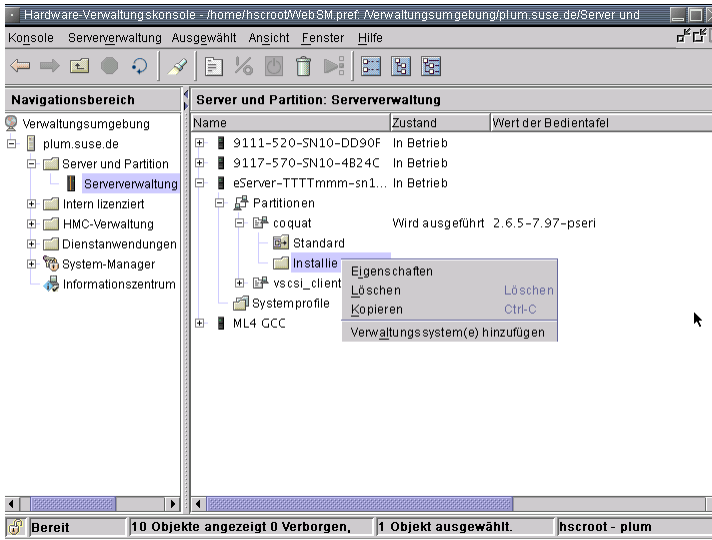 Hardware-Verwaltungskonsole - /home/hscroot/WebSM.pref: /Verwaltungsumgebung/plum.suse.de/Server und
Konsole Serververwaltung Ausgewählt Ansicht Fenster Hilfe
Navigationsbereich
Server und Partition: Serververwaltung
Verwaltungsumgebung
plum.suse.de
Server und Partition
Serververwaltung
Intern lizenziert
HMC-Verwaltung
Dienstanwendungen
System-Manager
Informationszentrum
Name Zustand Wert der Bedientafel
9111-520-SN10-DD90F In Betrieb
9117-570-SN10-4B24C In Betrieb
eServer-TTTTmmm-sn1... In Betrieb
Partitionen
coquat Wird ausgeführt 2.6.5-7.97-pseri
Standard
Installie
vscsi_client
Systemprofile
ML4 GCC
Eigenschaften
Löschen Löschen
Kopieren Ctrl-C
Verwaltungssystem(e) hinzufügen
Bereit 10 Objekte angezeigt 0 Verborgen. 1 Objekt ausgewählt. hscroot - plum